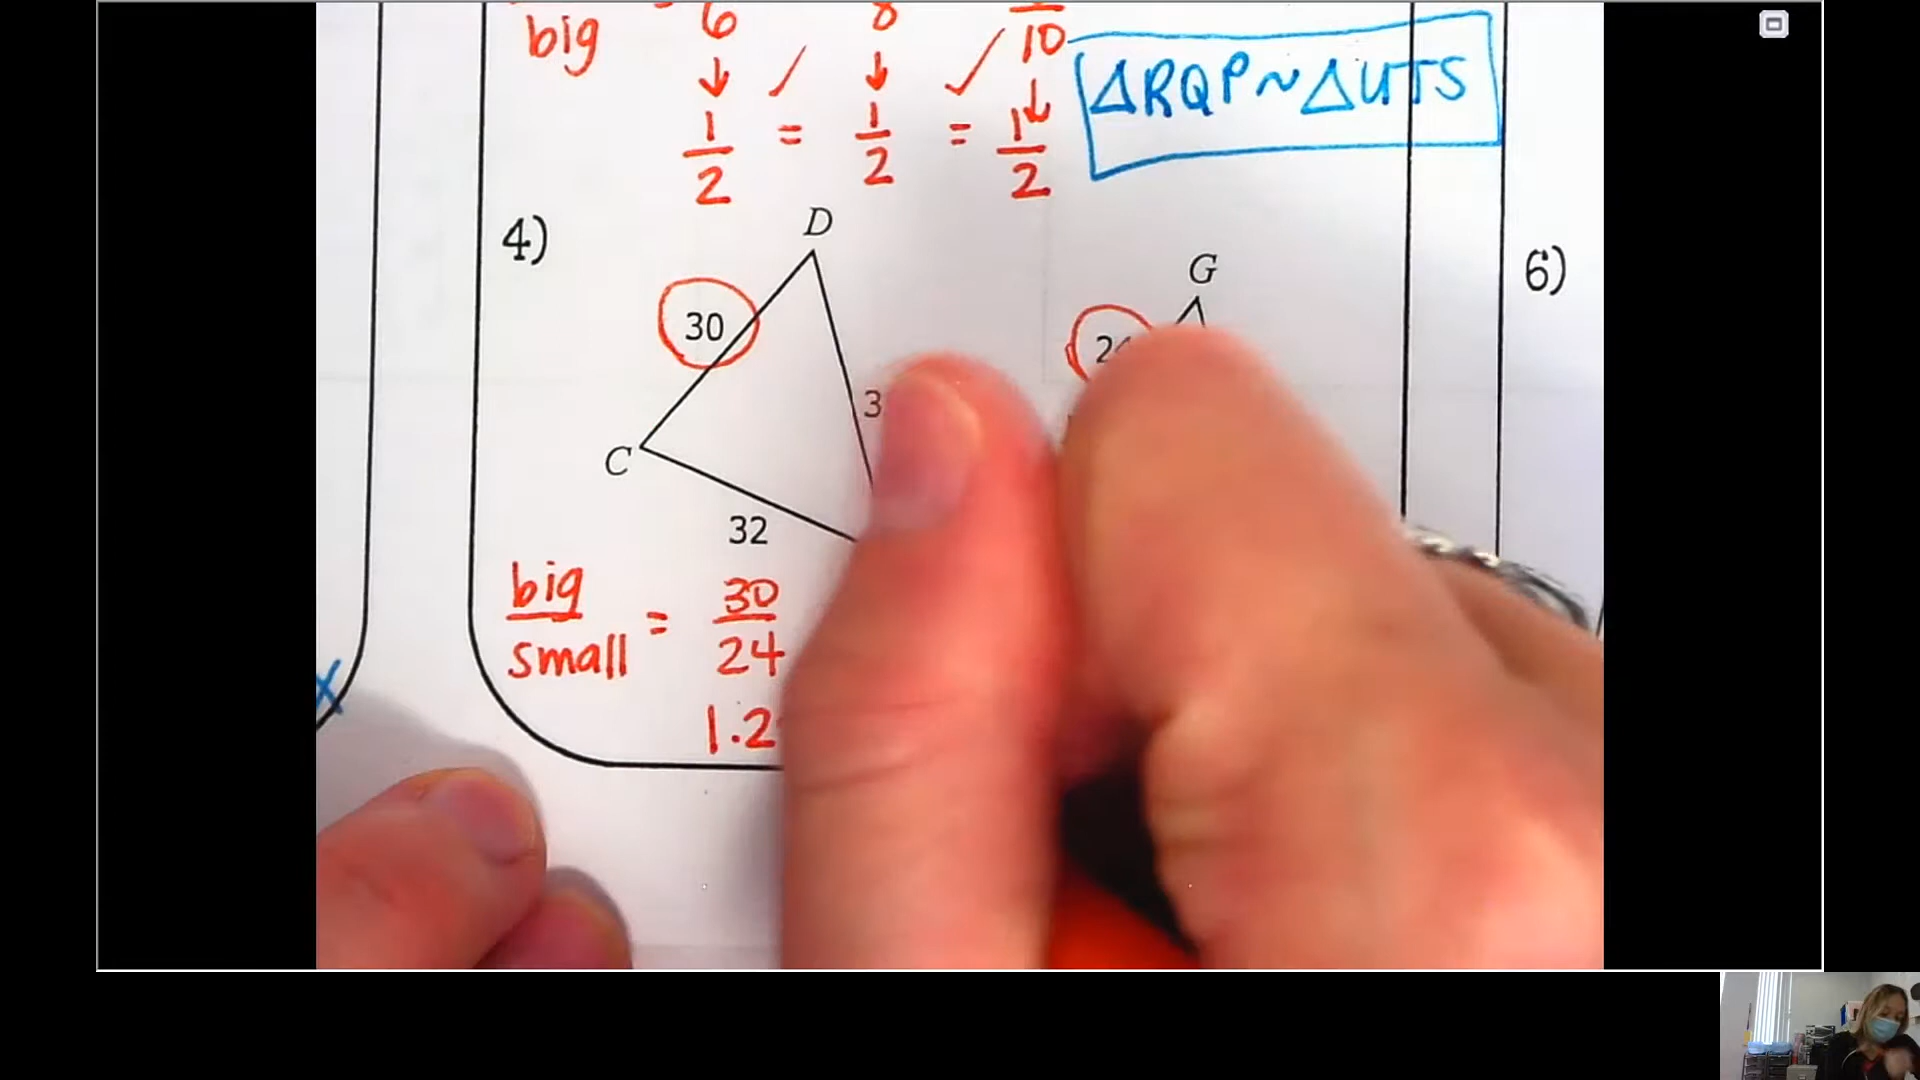 big 6 8 10
1/2 = 1/2 = 1/2
ΔRQP ~ ΔUTS
4)
D
30
3
C
32
G
6)
big/small = 30/24
1.2
X